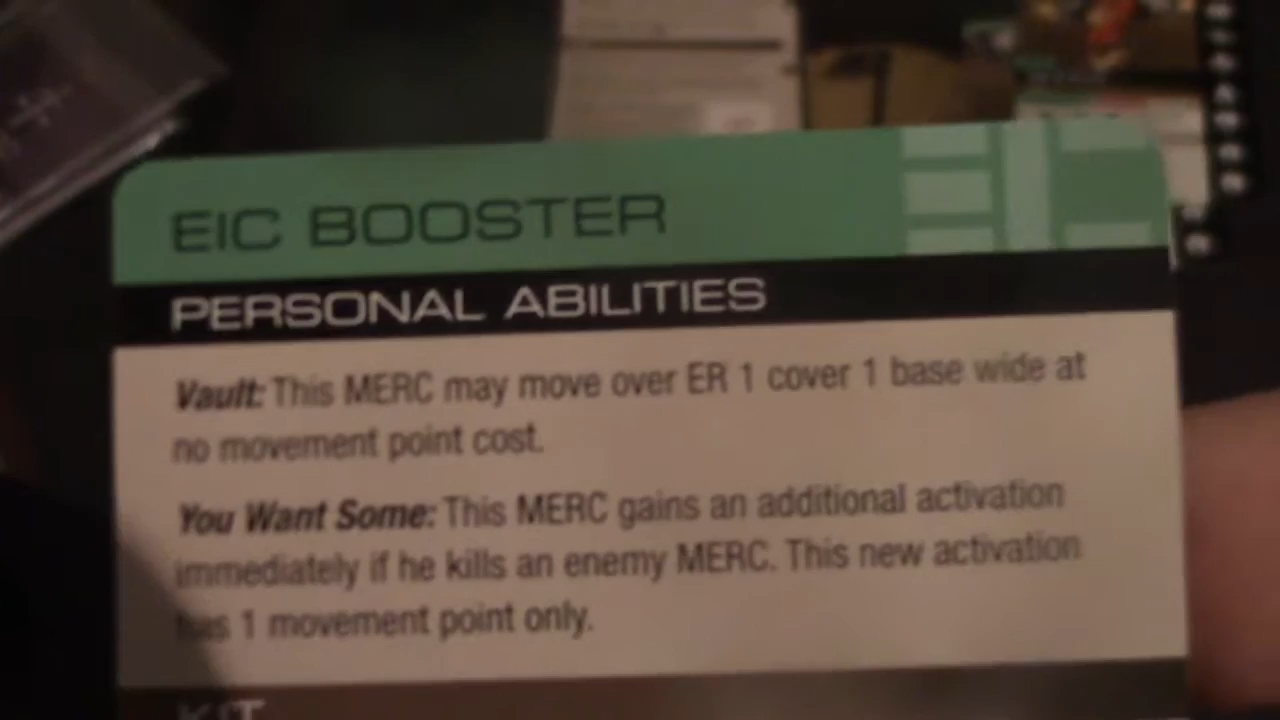 EIC BOOSTER
PERSONAL ABILITIES
Vault: This MERC may move over ER 1 cover 1 base wide at
no movement point cost.
You Want Some: This MERC gains an additional activation
immediately if he kills an enemy MERC. This new activation
has 1 movement point only.
KIT